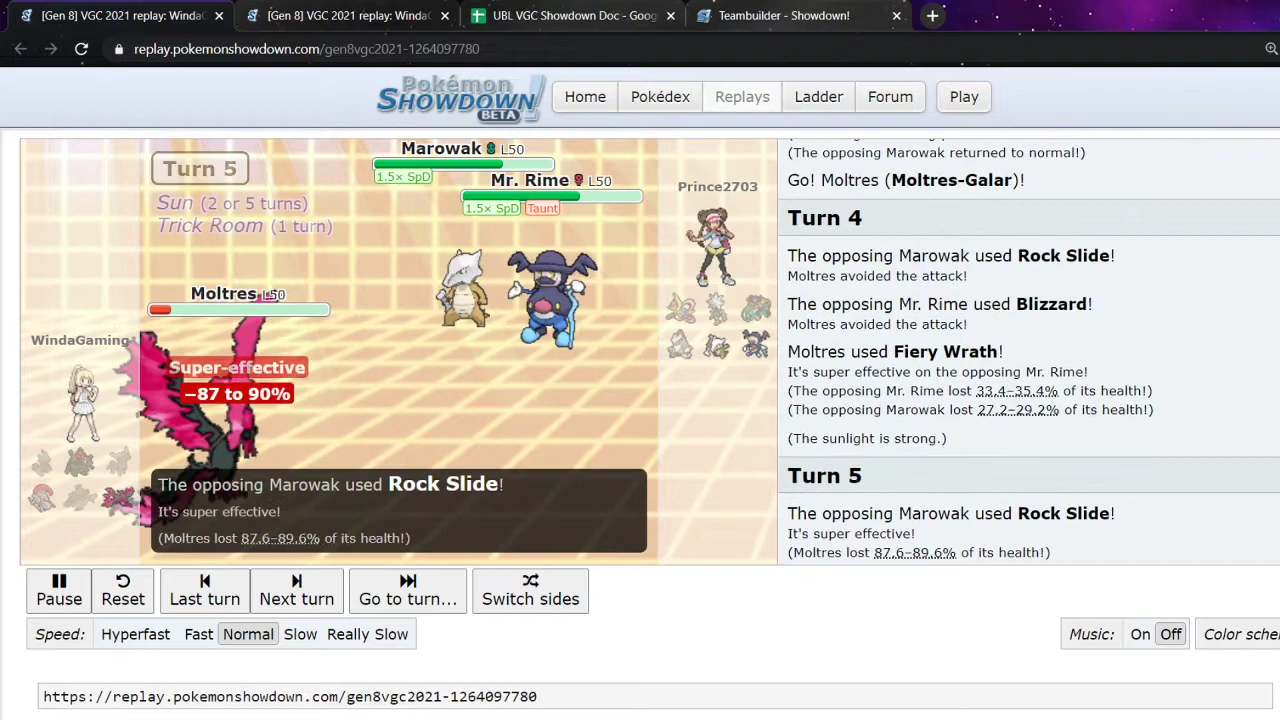 [Gen 8] VGC 2021 replay: WindaG
[Gen 8] VGC 2021 replay: WindaG
UBL VGC Showdown Doc - Goog
Teambuilder - Showdown!
replay.pokemonshowdown.com/gen8vgc2021-1264097780
Pokémon
SHOWDOWN!
BETA
Home
Pokédex
Replays
Ladder
Forum
Play
Turn 5
Sun (2 or 5 turns)
Trick Room (1 turn)
Marowak L50
1.5× SpD
Mr. Rime L50
1.5× SpD Taunt
Prince2703
Moltres L50
WindaGaming
Super-effective
−87 to 90%
The opposing Marowak used Rock Slide!
It's super effective!
(Moltres lost 87.6–89.6% of its health!)
(The opposing Marowak returned to normal!)
Go! Moltres (Moltres-Galar)!
Turn 4
The opposing Marowak used Rock Slide!
Moltres avoided the attack!
The opposing Mr. Rime used Blizzard!
Moltres avoided the attack!
Moltres used Fiery Wrath!
It's super effective on the opposing Mr. Rime!
(The opposing Mr. Rime lost 33.4–35.4% of its health!)
(The opposing Marowak lost 27.2–29.2% of its health!)
(The sunlight is strong.)
Turn 5
The opposing Marowak used Rock Slide!
It's super effective!
(Moltres lost 87.6–89.6% of its health!)
Pause
Reset
Last turn
Next turn
Go to turn...
Switch sides
Speed: Hyperfast Fast Normal Slow Really Slow
Music: On Off
Color sche
https://replay.pokemonshowdown.com/gen8vgc2021-1264097780